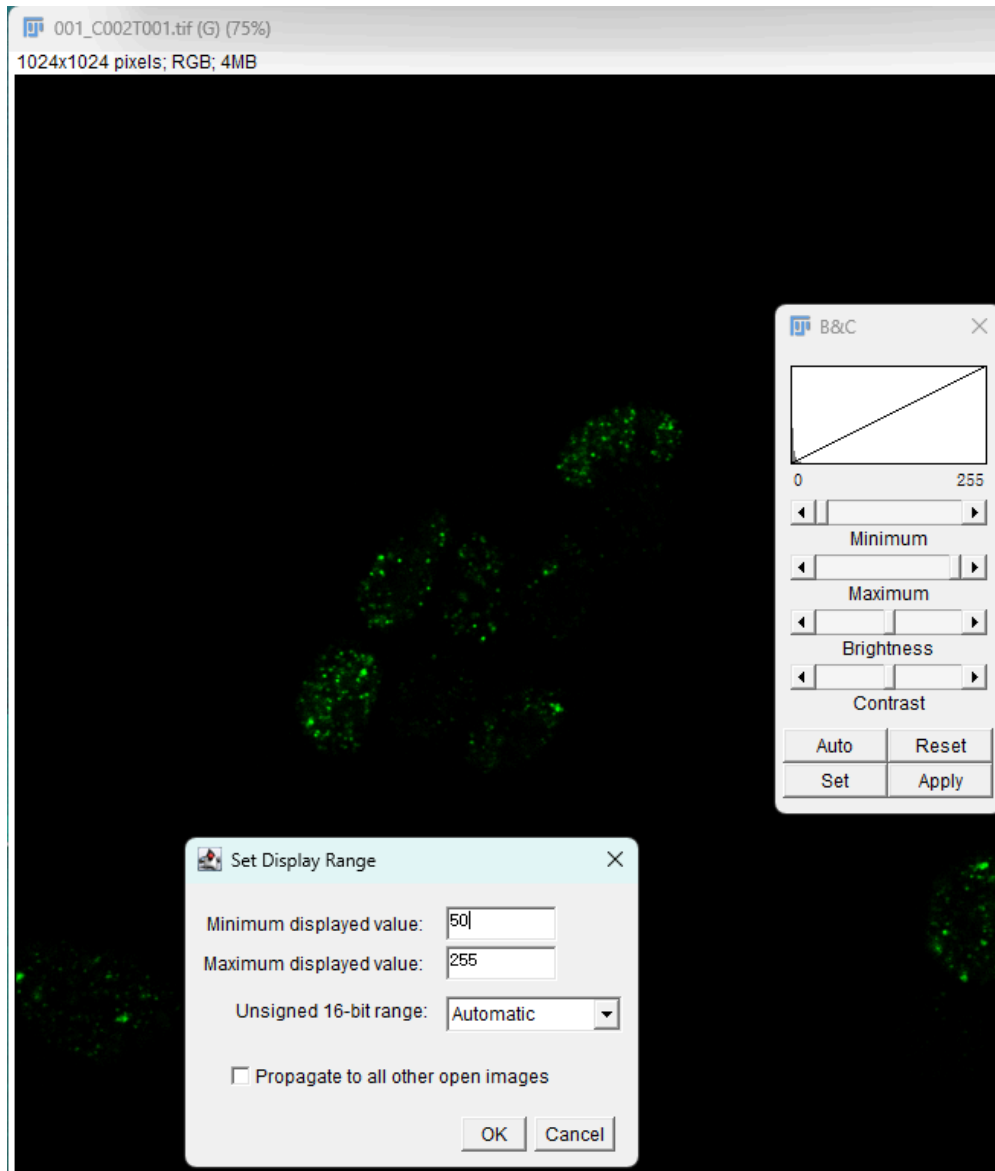 001_C002T001.tif (G) (75%)
1024x1024 pixels; RGB; 4MB
B&C
0 255
Minimum
Maximum
Brightness
Contrast
Auto Reset
Set Apply
Set Display Range
Minimum displayed value: 50
Maximum displayed value: 255
Unsigned 16-bit range: Automatic
Propagate to all other open images
OK Cancel